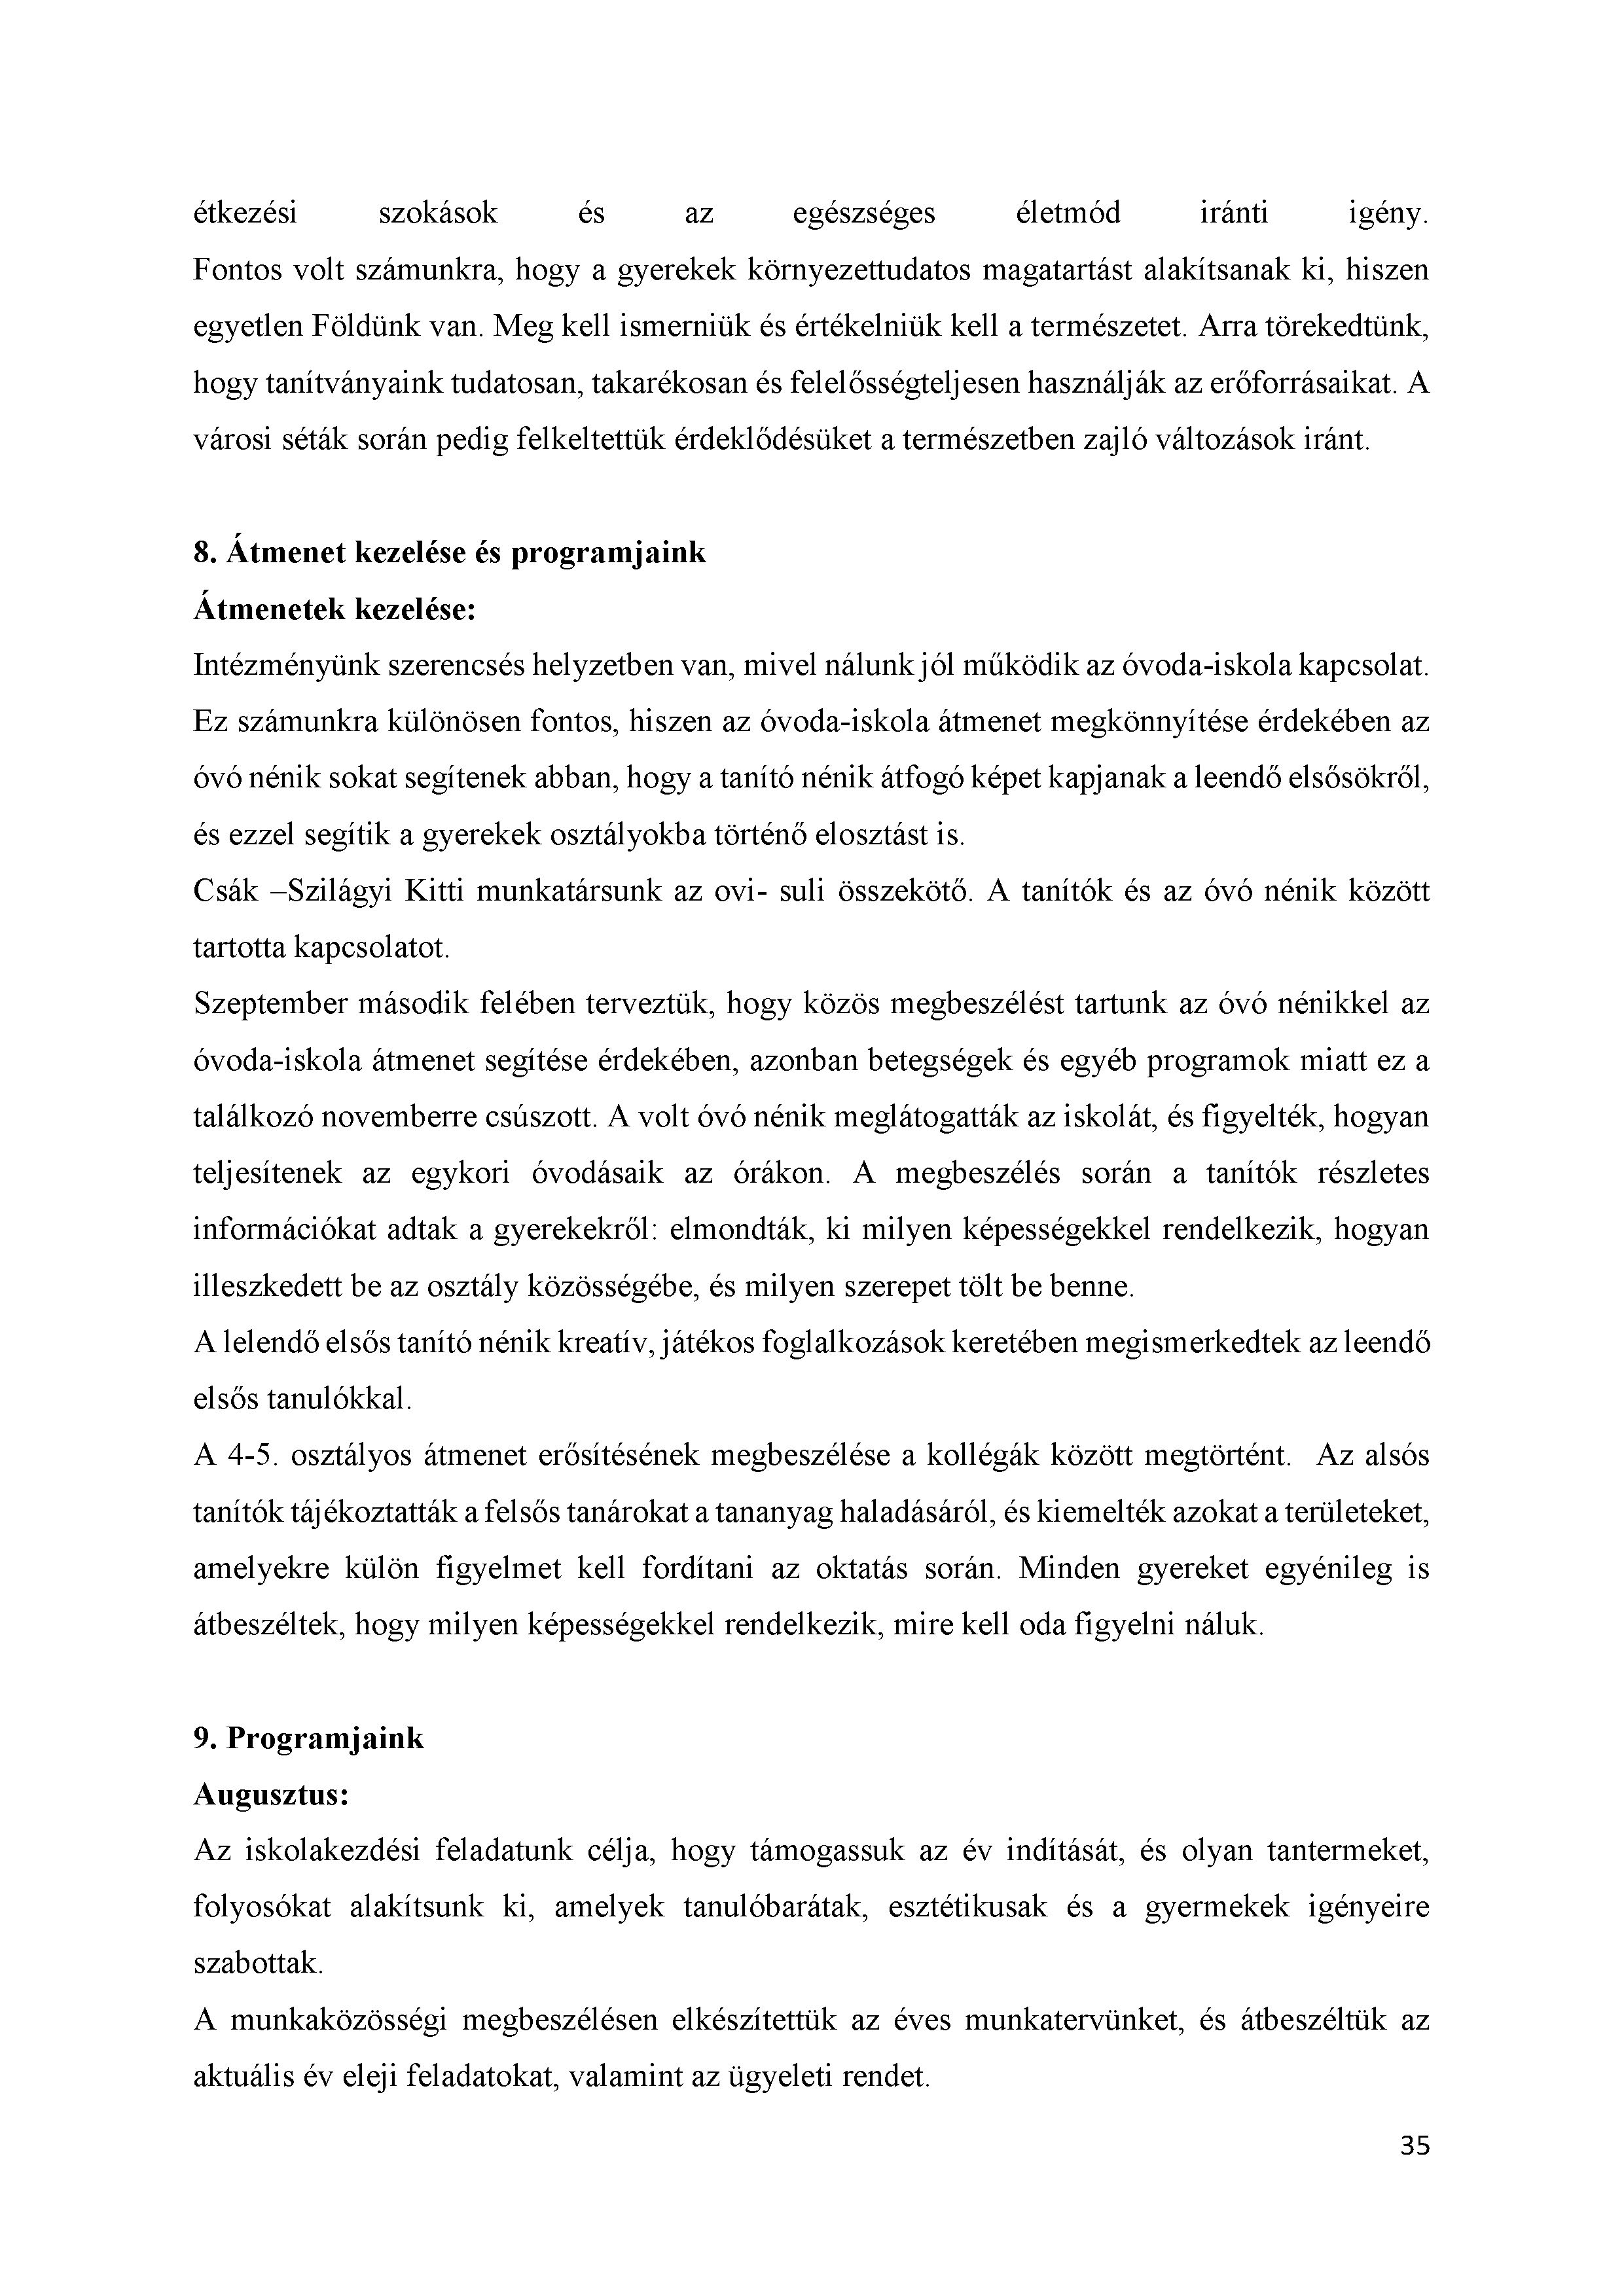 étkezési szokások és az egészséges életmód iránti igény.
Fontos volt számunkra, hogy a gyerekek környezettudatos magatartást alakítsanak ki, hiszen
egyetlen Földünk van. Meg kell ismerniük és értékelniük kell a természetet. Arra törekedtünk,
hogy tanítványaink tudatosan, takarékosan és felelősségteljesen használják az erőforrásaikat. A
városi séták során pedig felkeltettük érdeklődésüket a természetben zajló változások iránt.
8. Átmenet kezelése és programjaink
Átmenetek kezelése:
Intézményünk szerencsés helyzetben van, mivel nálunk jól működik az óvoda-iskola kapcsolat.
Ez számunkra különösen fontos, hiszen az óvoda-iskola átmenet megkönnyítése érdekében az
óvó nénik sokat segítenek abban, hogy a tanító nénik átfogó képet kapjanak a leendő elsősökről,
és ezzel segítik a gyerekek osztályokba történő elosztást is.
Csák –Szilágyi Kitti munkatársunk az ovi- suli összekötő. A tanítók és az óvó nénik között
tartotta kapcsolatot.
Szeptember második felében terveztük, hogy közös megbeszélést tartunk az óvó nénikkel az
óvoda-iskola átmenet segítése érdekében, azonban betegségek és egyéb programok miatt ez a
találkozó novemberre csúszott. A volt óvó nénik meglátogatták az iskolát, és figyelték, hogyan
teljesítenek az egykori óvodásaik az órákon. A megbeszélés során a tanítók részletes
információkat adtak a gyerekekről: elmondták, ki milyen képességekkel rendelkezik, hogyan
illeszkedett be az osztály közösségébe, és milyen szerepet tölt be benne.
A lelendő elsős tanító nénik kreatív, játékos foglalkozások keretében megismerkedtek az leendő
elsős tanulókkal.
A 4-5. osztályos átmenet erősítésének megbeszélése a kollégák között megtörtént. Az alsós
tanítók tájékoztatták a felsős tanárokat a tananyag haladásáról, és kiemelték azokat a területeket,
amelyekre külön figyelmet kell fordítani az oktatás során. Minden gyereket egyénileg is
átbeszéltek, hogy milyen képességekkel rendelkezik, mire kell oda figyelni náluk.
9. Programjaink
Augusztus:
Az iskolakezdési feladatunk célja, hogy támogassuk az év indítását, és olyan tantermeket,
folyosókat alakítsunk ki, amelyek tanulóbarátak, esztétikusak és a gyermekek igényeire
szabottak.
A munkaközösségi megbeszélésen elkészítettük az éves munkatervünket, és átbeszéltük az
aktuális év eleji feladatokat, valamint az ügyeleti rendet.
35